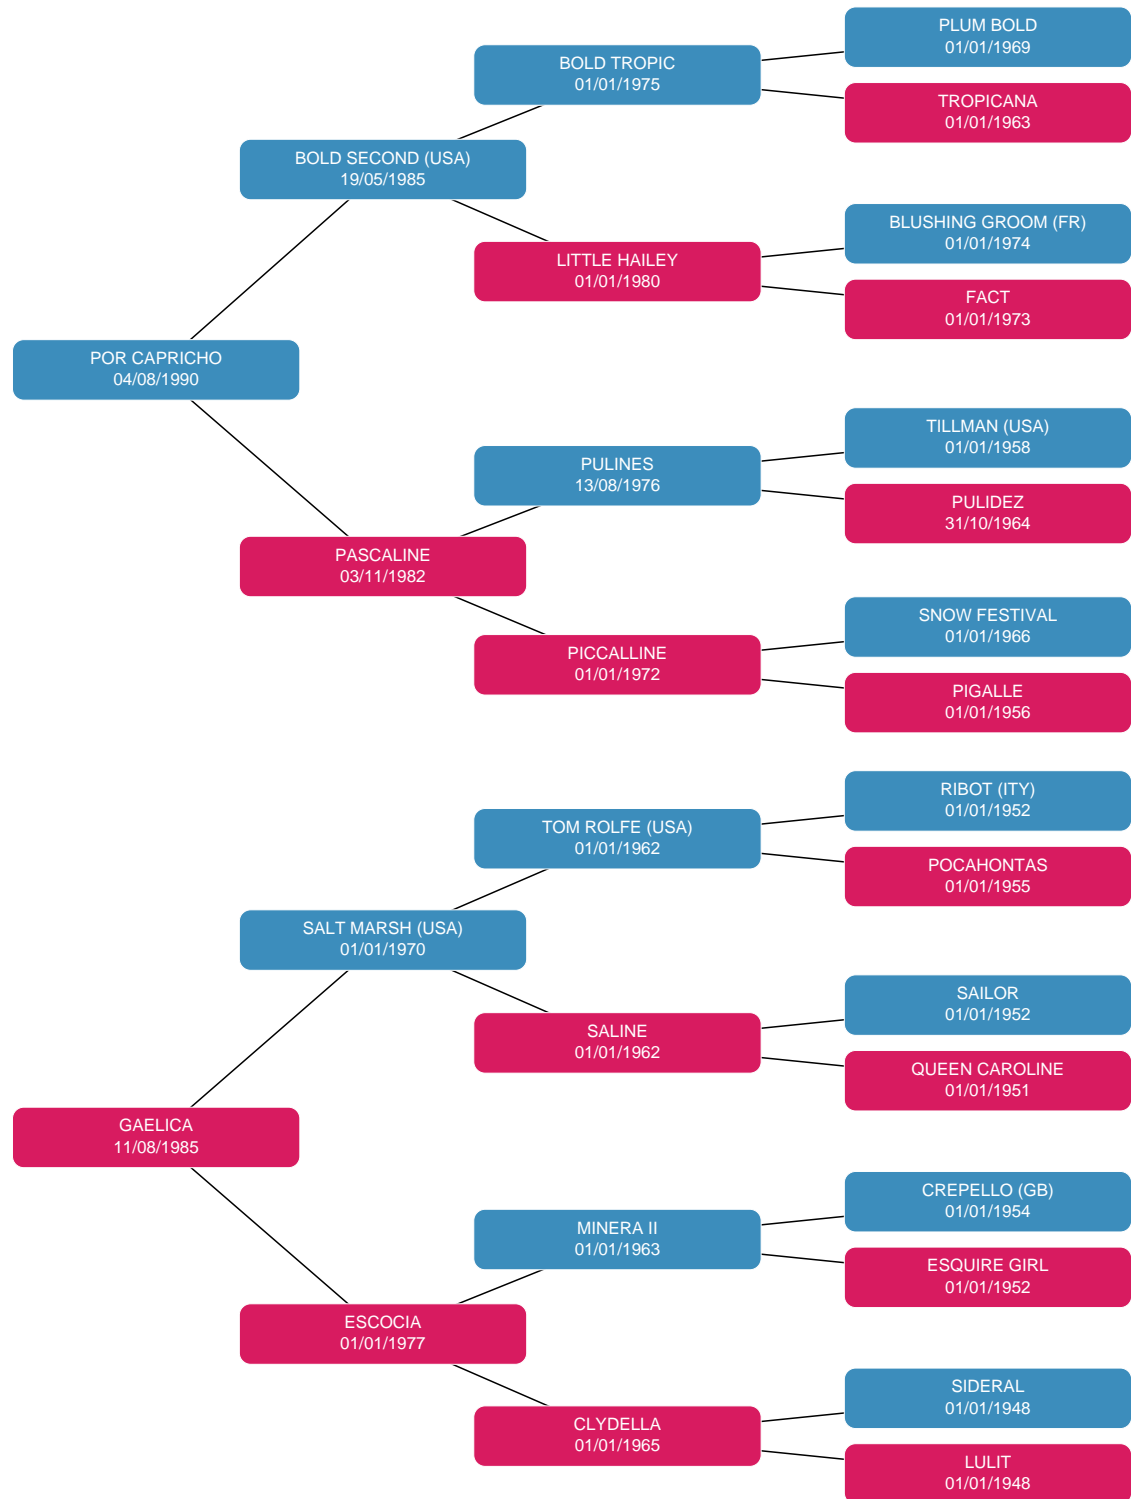 PLUM BOLD
01/01/1969
BOLD TROPIC
01/01/1975
TROPICANA
01/01/1963
BOLD SECOND (USA)
19/05/1985
BLUSHING GROOM (FR)
01/01/1974
LITTLE HAILEY
01/01/1980
FACT
01/01/1973
POR CAPRICHO
04/08/1990
TILLMAN (USA)
01/01/1958
PULINES
13/08/1976
PULIDEZ
31/10/1964
PASCALINE
03/11/1982
SNOW FESTIVAL
01/01/1966
PICCALLINE
01/01/1972
PIGALLE
01/01/1956
RIBOT (ITY)
01/01/1952
TOM ROLFE (USA)
01/01/1962
POCAHONTAS
01/01/1955
SALT MARSH (USA)
01/01/1970
SAILOR
01/01/1952
SALINE
01/01/1962
QUEEN CAROLINE
01/01/1951
GAELICA
11/08/1985
CREPELLO (GB)
01/01/1954
MINERA II
01/01/1963
ESQUIRE GIRL
01/01/1952
ESCOCIA
01/01/1977
SIDERAL
01/01/1948
CLYDELLA
01/01/1965
LULIT
01/01/1948